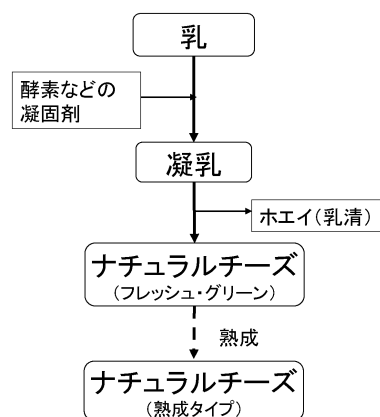 乳
酵素などの
凝固剤
凝乳
ホエイ(乳清)
ナチュラルチーズ
(フレッシュ・グリーン)
熟成
ナチュラルチーズ
(熟成タイプ)